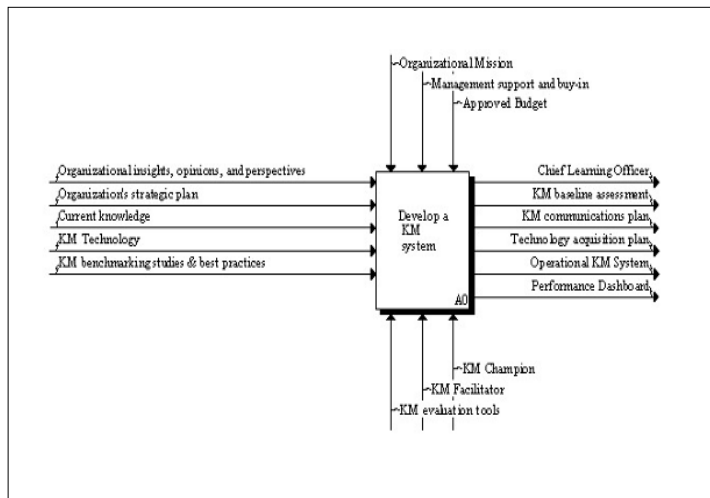 Organizational Mission
Management support and buy-in
Approved Budget
Organizational insights, opinions, and perspectives
Organization's strategic plan
Current knowledge
KM Technology
KM benchmarking studies & best practices
Develop a
KM
system
A0
Chief Learning Officer
KM baseline assessment
KM communications plan
Technology acquisition plan
Operational KM System
Performance Dashboard
KM Champion
KM Facilitator
KM evaluation tools